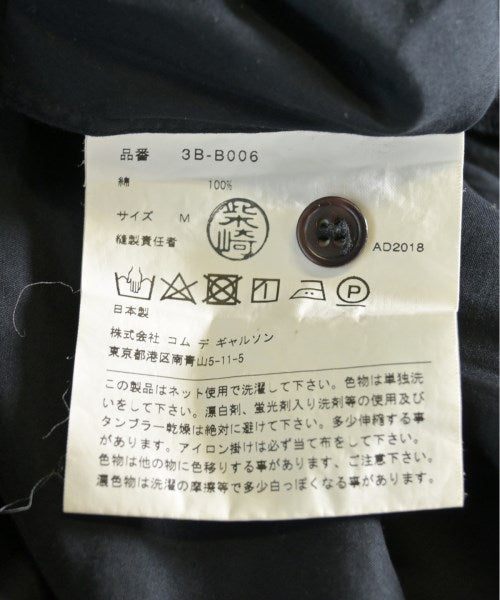 品番 3B-B006
綿 100%
サイズ M
柴崎
縫製責任者
AD2018
P
日本製
株式会社 コム デ ギャルソン
東京都港区南青山5-11-5
この製品はネット使用で洗濯して下さい。色物は単独洗
いをして下さい。漂白剤、蛍光剤入り洗剤等の使用及び
タンブラー乾燥は絶対に避けて下さい。多少伸縮する事
があります。アイロン掛けは必ず当て布をして下さい。
色物は他の物に色移りする事があります、ご注意下さい。
濃色物は洗濯の摩擦等で多少白っぽくなる事があります。